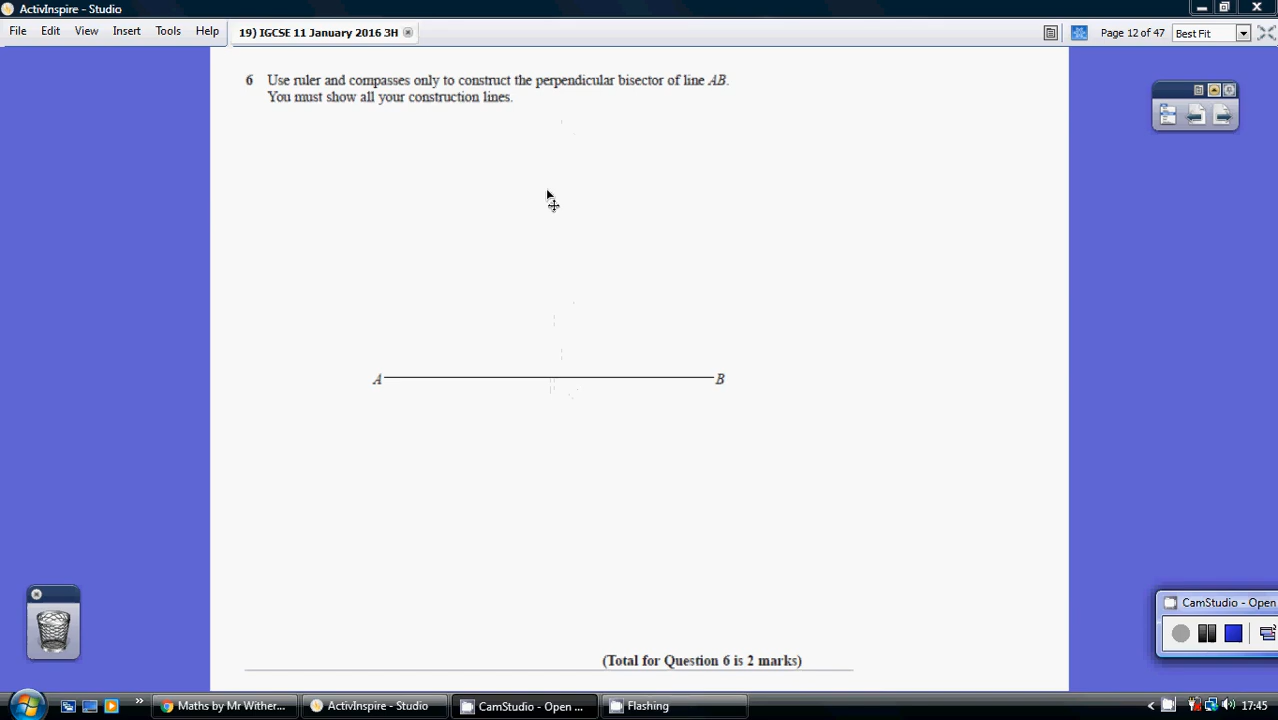 ActivInspire - Studio
File Edit View Insert Tools Help
19) IGCSE 11 January 2016 3H
Page 12 of 47
Best Fit
6 Use ruler and compasses only to construct the perpendicular bisector of line AB.
You must show all your construction lines.
A
B
CamStudio - Open
(Total for Question 6 is 2 marks)
Maths by Mr Wither...
ActivInspire - Studio
CamStudio - Open ...
Flashing
17:45